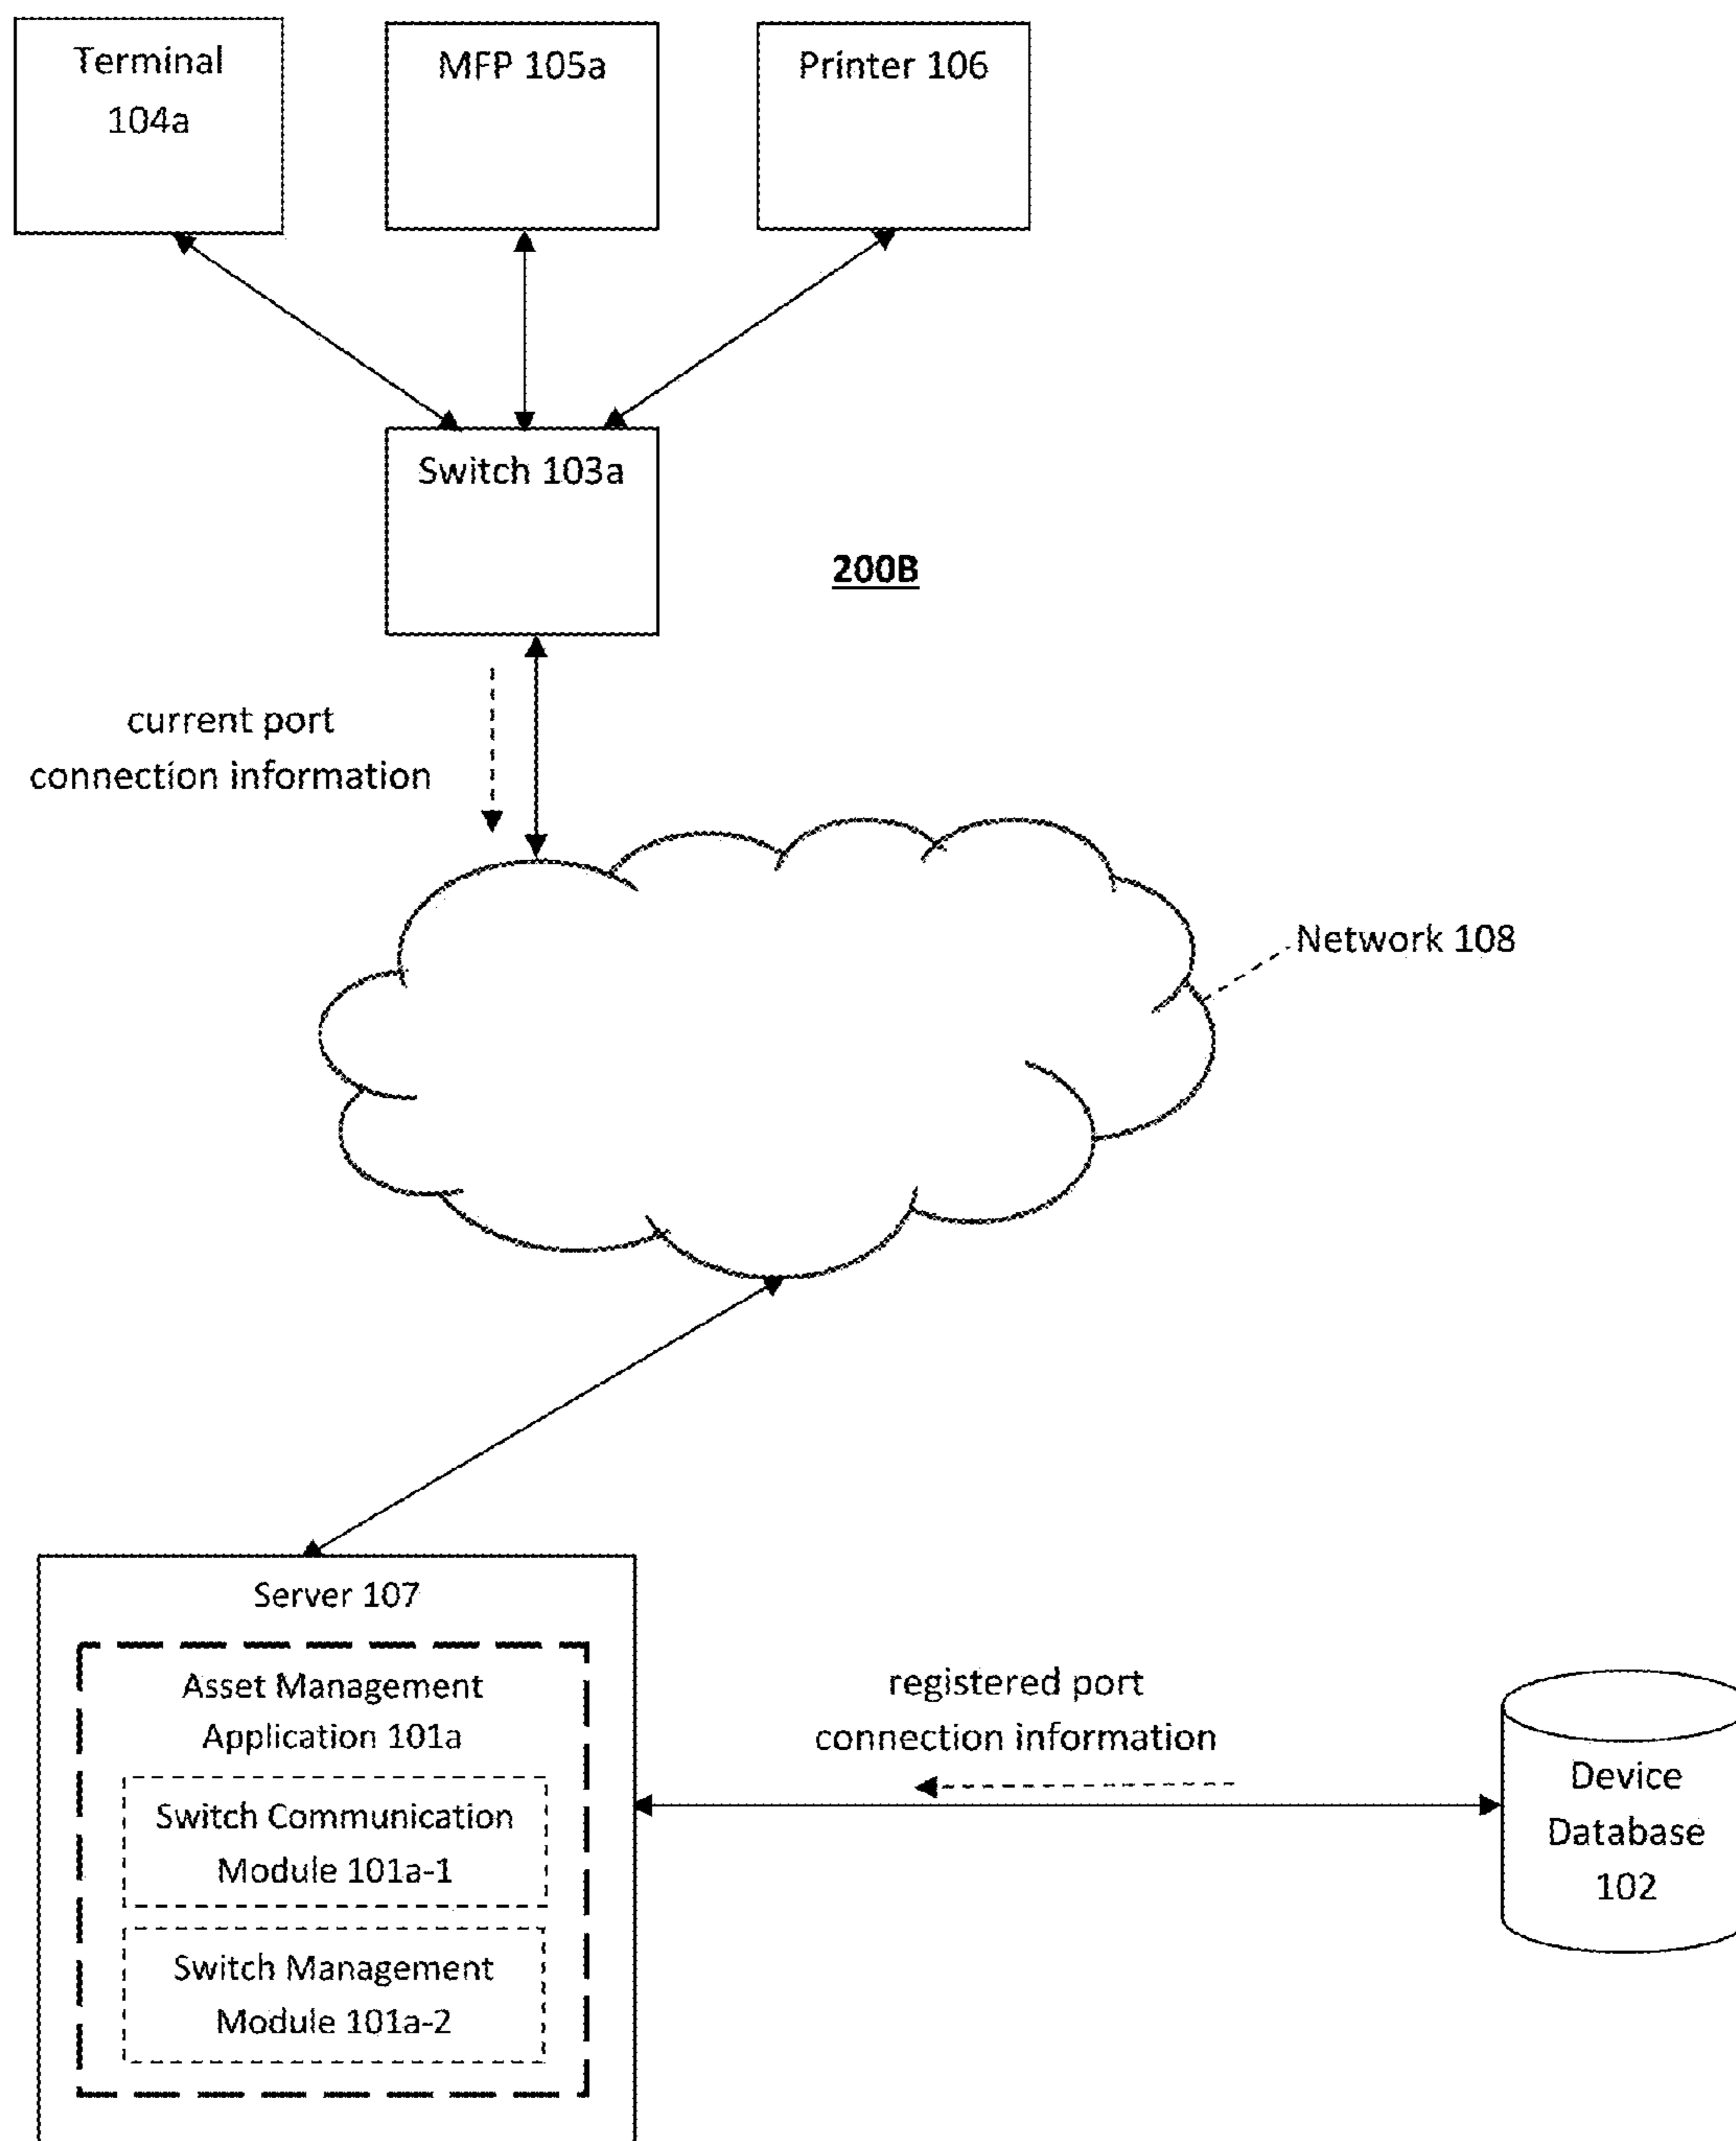 Terminal
104a
MFP 105a
Printer 106
Switch 103a
200B
current port
connection information
Network 108
Server 107
Asset Management
Application 101a
Switch Communication
Module 101a-1
Switch Management
Module 101a-2
registered port
connection information
Device
Database
102